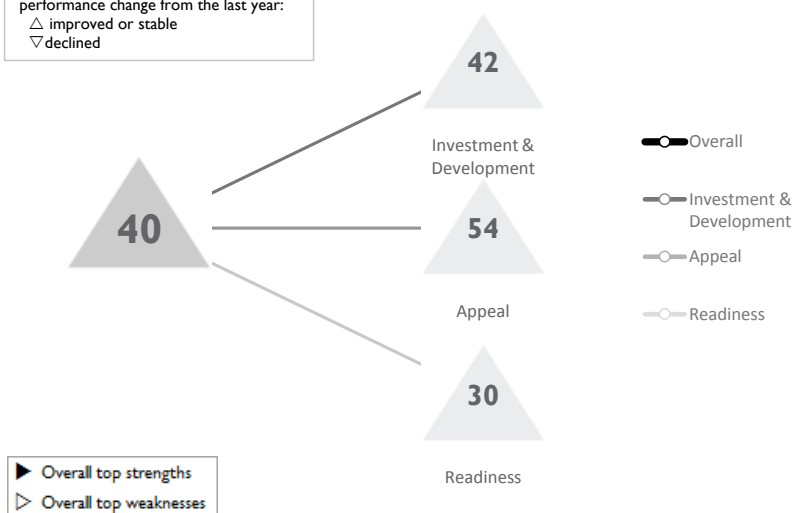 performance change from the last year:
△ improved or stable
▽ declined
42
Investment &
Development
40
54
Appeal
30
Readiness
Overall
Investment &
Development
Appeal
Readiness
▶ Overall top strengths
▷ Overall top weaknesses